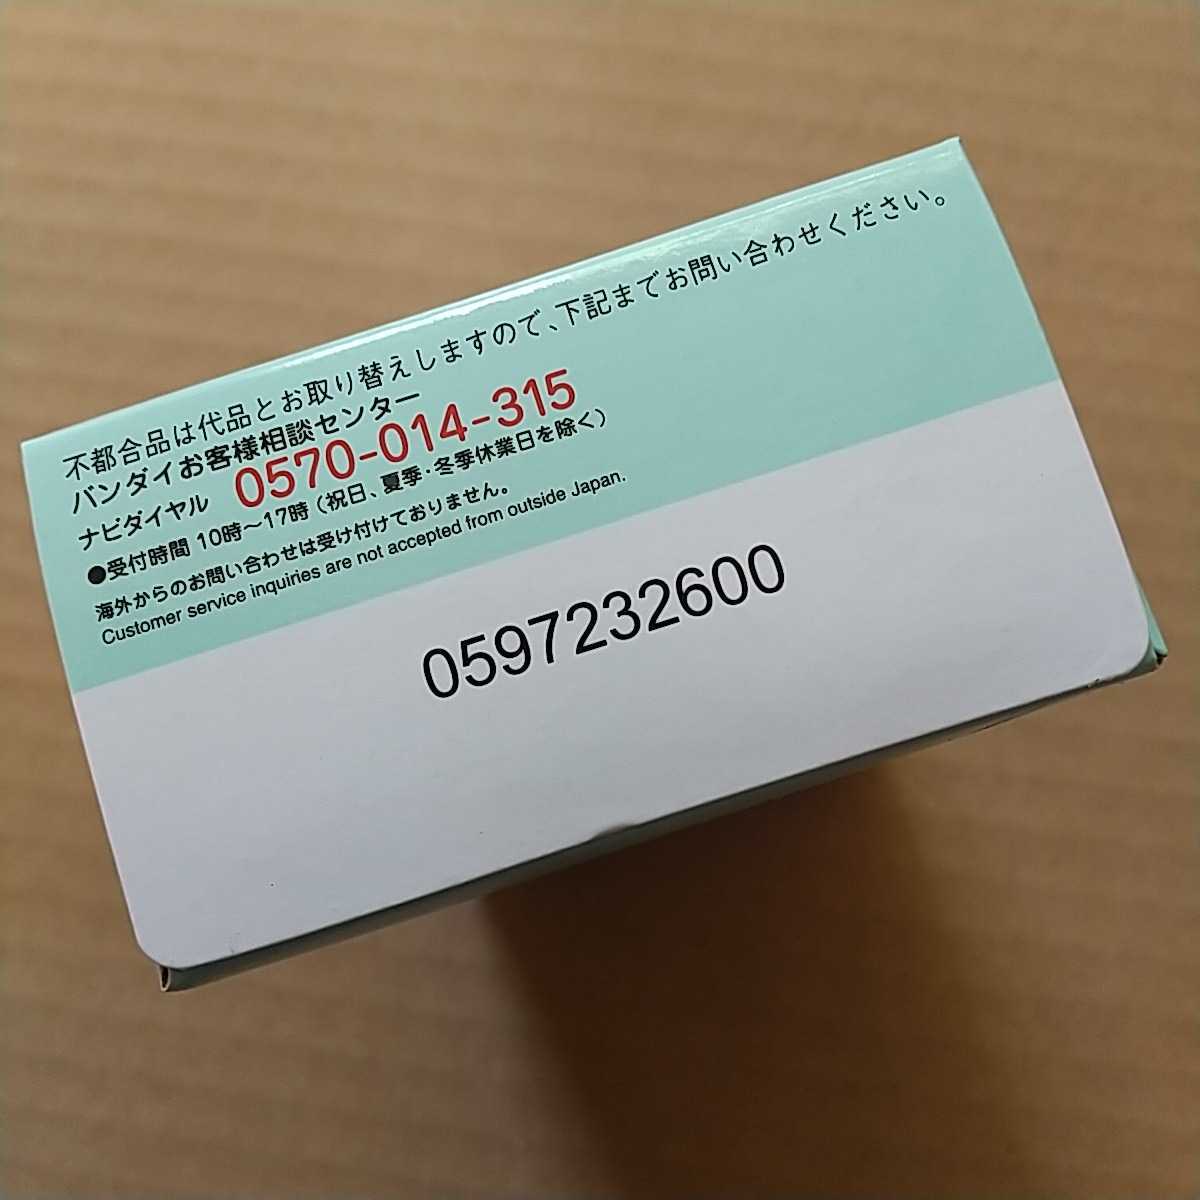 不都合品は代品とお取り替えしますので、下記までお問い合わせください。
バンダイお客様相談センター
ナビダイヤル 0570-014-315
●受付時間 10時～17時(祝日、夏季・冬季休業日を除く)
海外からのお問い合わせは受け付けておりません。
Customer service inquiries are not accepted from outside Japan.
0597232600